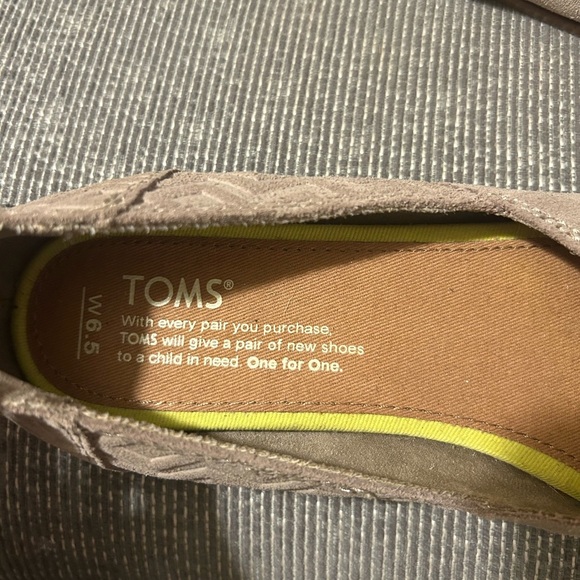 TOMS®
W 6.5
With every pair you purchase,
TOMS will give a pair of new shoes
to a child in need. One for One.